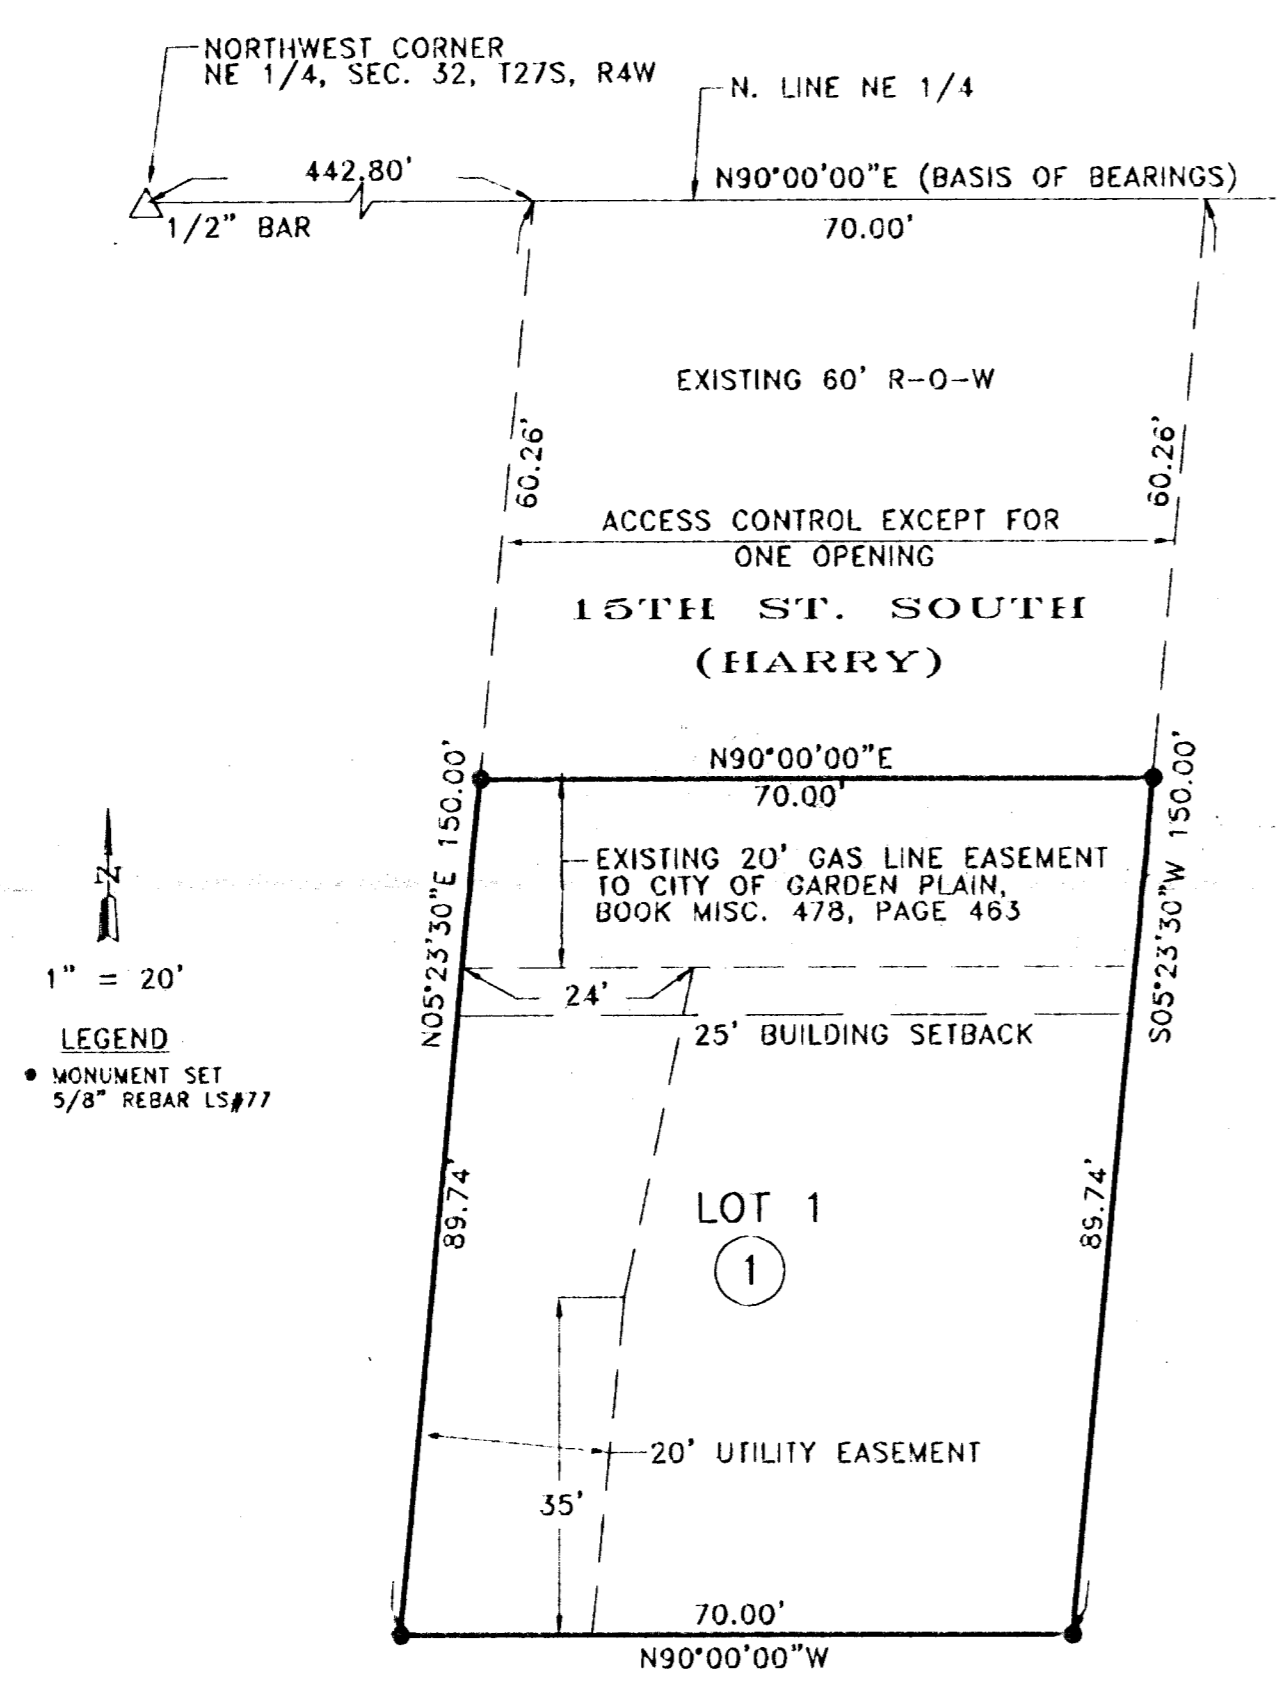 NORTHWEST CORNER
NE 1/4, SEC. 32, T27S, R4W
N. LINE NE 1/4
442.80'
N90°00'00"E (BASIS OF BEARINGS)
1/2" BAR
70.00'
EXISTING 60' R-O-W
60.26'
60.26'
ACCESS CONTROL EXCEPT FOR
ONE OPENING
15TH ST. SOUTH
(HARRY)
N90°00'00"E
70.00'
N05°23'30"E 150.00'
S05°23'30"W 150.00'
EXISTING 20' GAS LINE EASEMENT
TO CITY OF GARDEN PLAIN,
BOOK MISC. 478, PAGE 463
N
1" = 20'
24'
25' BUILDING SETBACK
LEGEND
MONUMENT SET
5/8" REBAR LS#77
89.74'
89.74'
LOT 1
1
20' UTILITY EASEMENT
35'
70.00'
N90°00'00"W